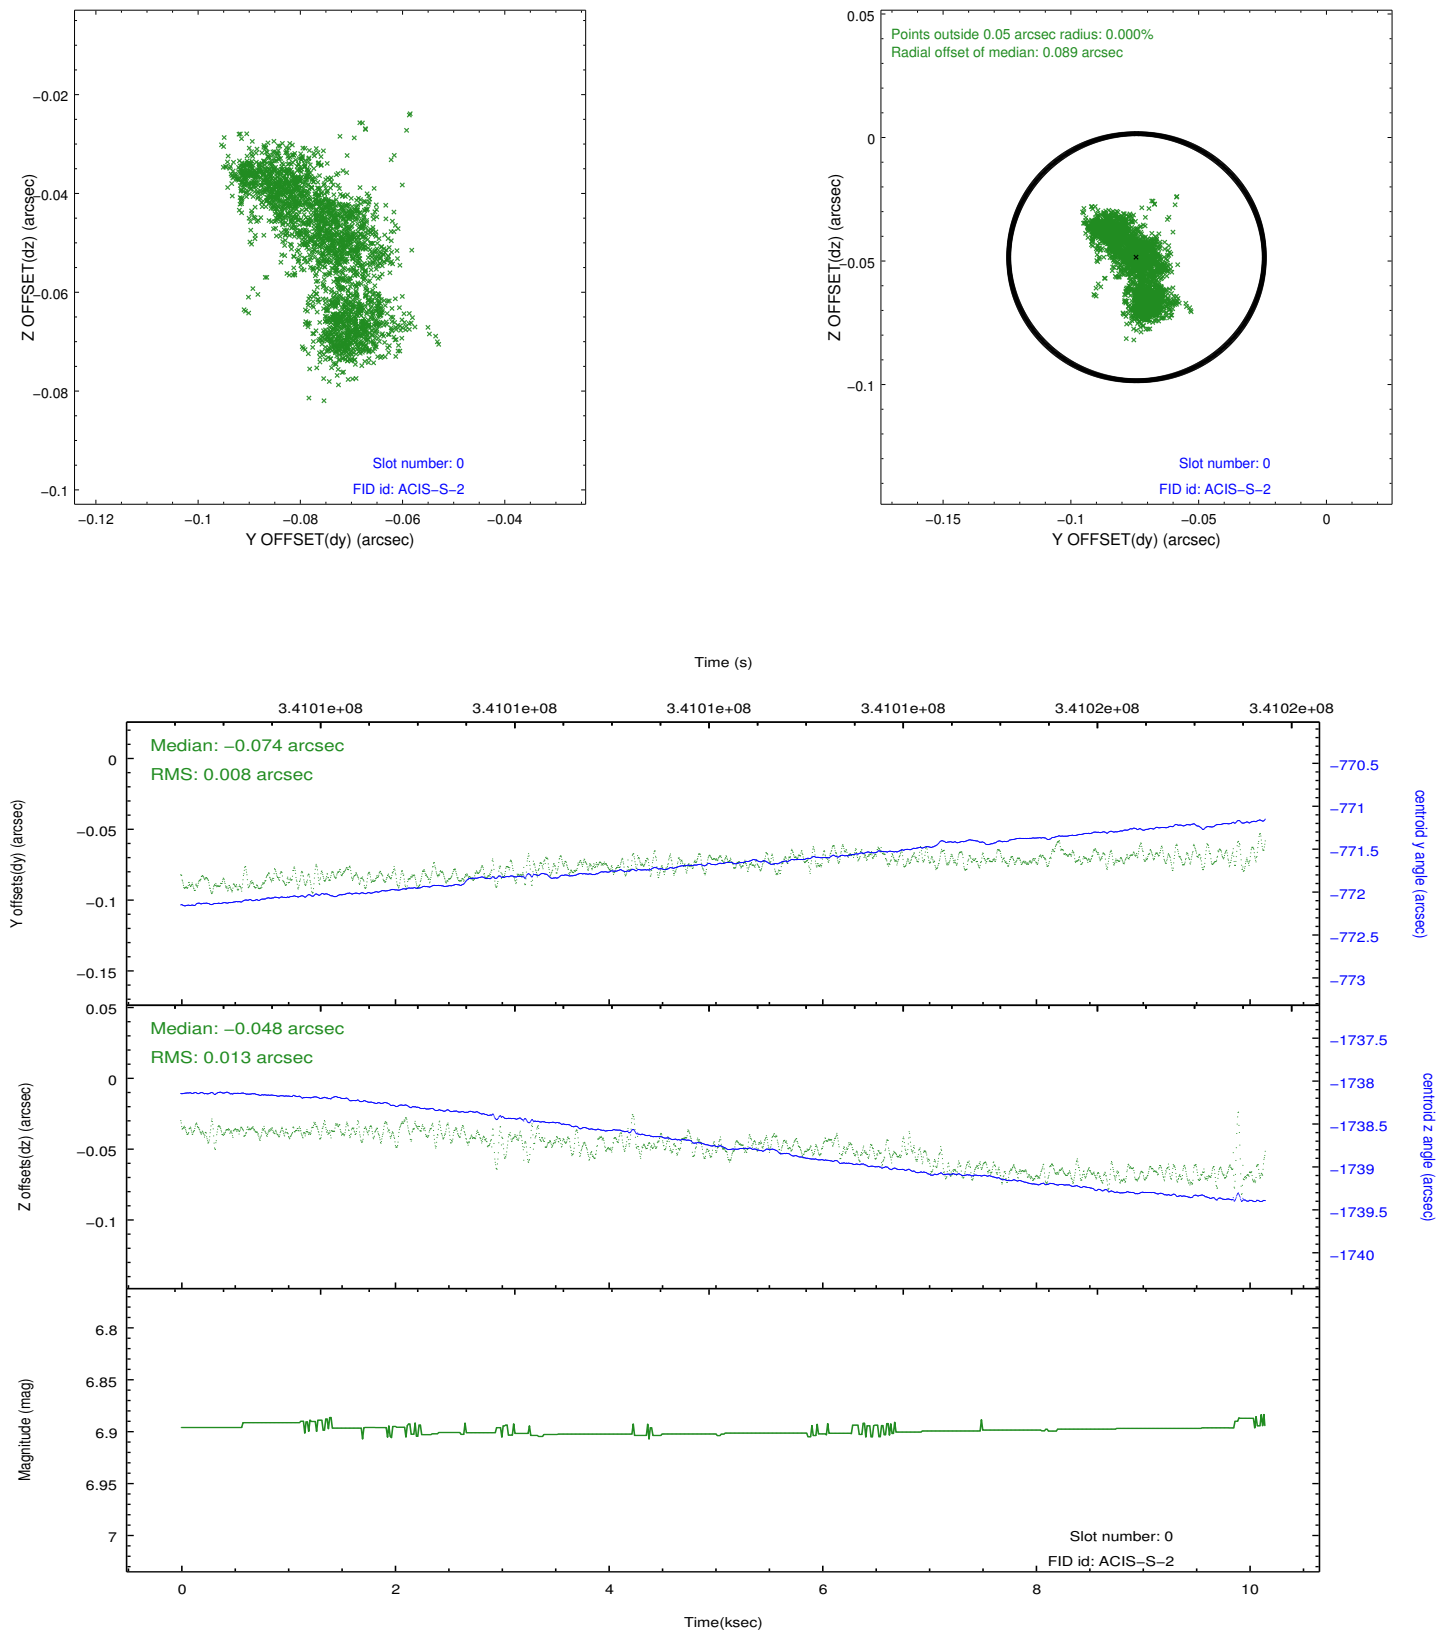 −0.02
−0.04
−0.06
−0.08
−0.1
Z OFFSET(dz) (arcsec)
Slot number: 0
FID id: ACIS−S−2
−0.12
−0.1
−0.08
−0.06
−0.04
Y OFFSET(dy) (arcsec)
Points outside 0.05 arcsec radius: 0.000%
Radial offset of median: 0.089 arcsec
0.05
0
−0.05
−0.1
Z OFFSET(dz) (arcsec)
Slot number: 0
FID id: ACIS−S−2
−0.15
−0.1
−0.05
0
Y OFFSET(dy) (arcsec)
Time (s)
3.4101e+08
3.4101e+08
3.4101e+08
3.4101e+08
3.4102e+08
3.4102e+08
Median: −0.074 arcsec
RMS: 0.008 arcsec
0
−0.05
−0.1
−0.15
Y offsets(dy) (arcsec)
−770.5
−771
−771.5
−772
−772.5
−773
centroid y angle (arcsec)
Median: −0.048 arcsec
RMS: 0.013 arcsec
0.05
0
−0.05
−0.1
Z offsets(dz) (arcsec)
−1737.5
−1738
−1738.5
−1739
−1739.5
−1740
centroid z angle (arcsec)
6.8
6.85
6.9
6.95
7
Magnitude (mag)
Slot number: 0
FID id: ACIS−S−2
0
2
4
6
8
10
Time(ksec)